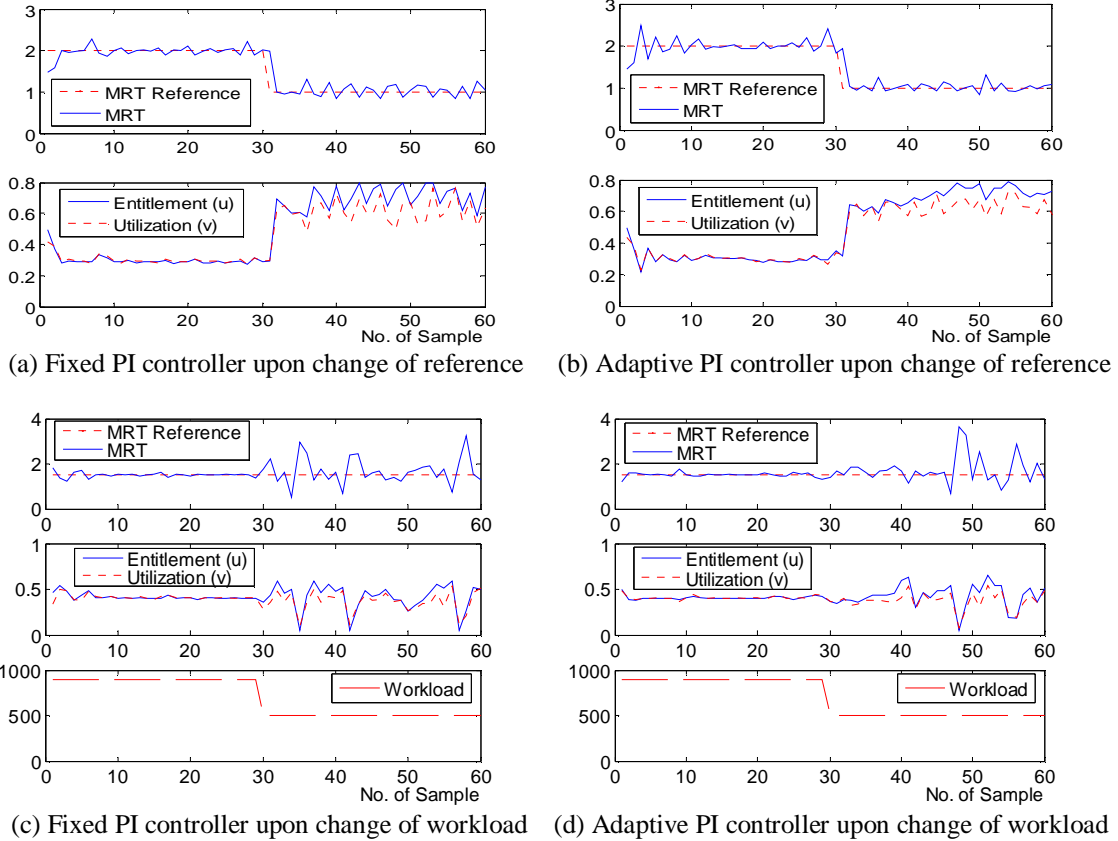 3
2
1
0
MRT Reference
MRT
0 10 20 30 40 50 60
0.8
0.6
0.4
0.2
0
Entitlement (u)
Utilization (v)
0 10 20 30 40 50 60
No. of Sample
(a) Fixed PI controller upon change of reference
3
2
1
0
MRT Reference
MRT
0 10 20 30 40 50 60
0.8
0.6
0.4
0.2
0
Entitlement (u)
Utilization (v)
0 10 20 30 40 50 60
No. of Sample
(b) Adaptive PI controller upon change of reference
4
2
0
MRT Reference
MRT
0 10 20 30 40 50 60
1
0.5
0
Entitlement (u)
Utilization (v)
0 10 20 30 40 50 60
1000
500
0
Workload
0 10 20 30 40 50 60
No. of Sample
(c) Fixed PI controller upon change of workload
4
2
0
MRT Reference
MRT
0 10 20 30 40 50 60
1
0.5
0
Entitlement (u)
Utilization (v)
0 10 20 30 40 50 60
1000
500
0
Workload
0 10 20 30 40 50 60
No. of Sample
(d) Adaptive PI controller upon change of workload